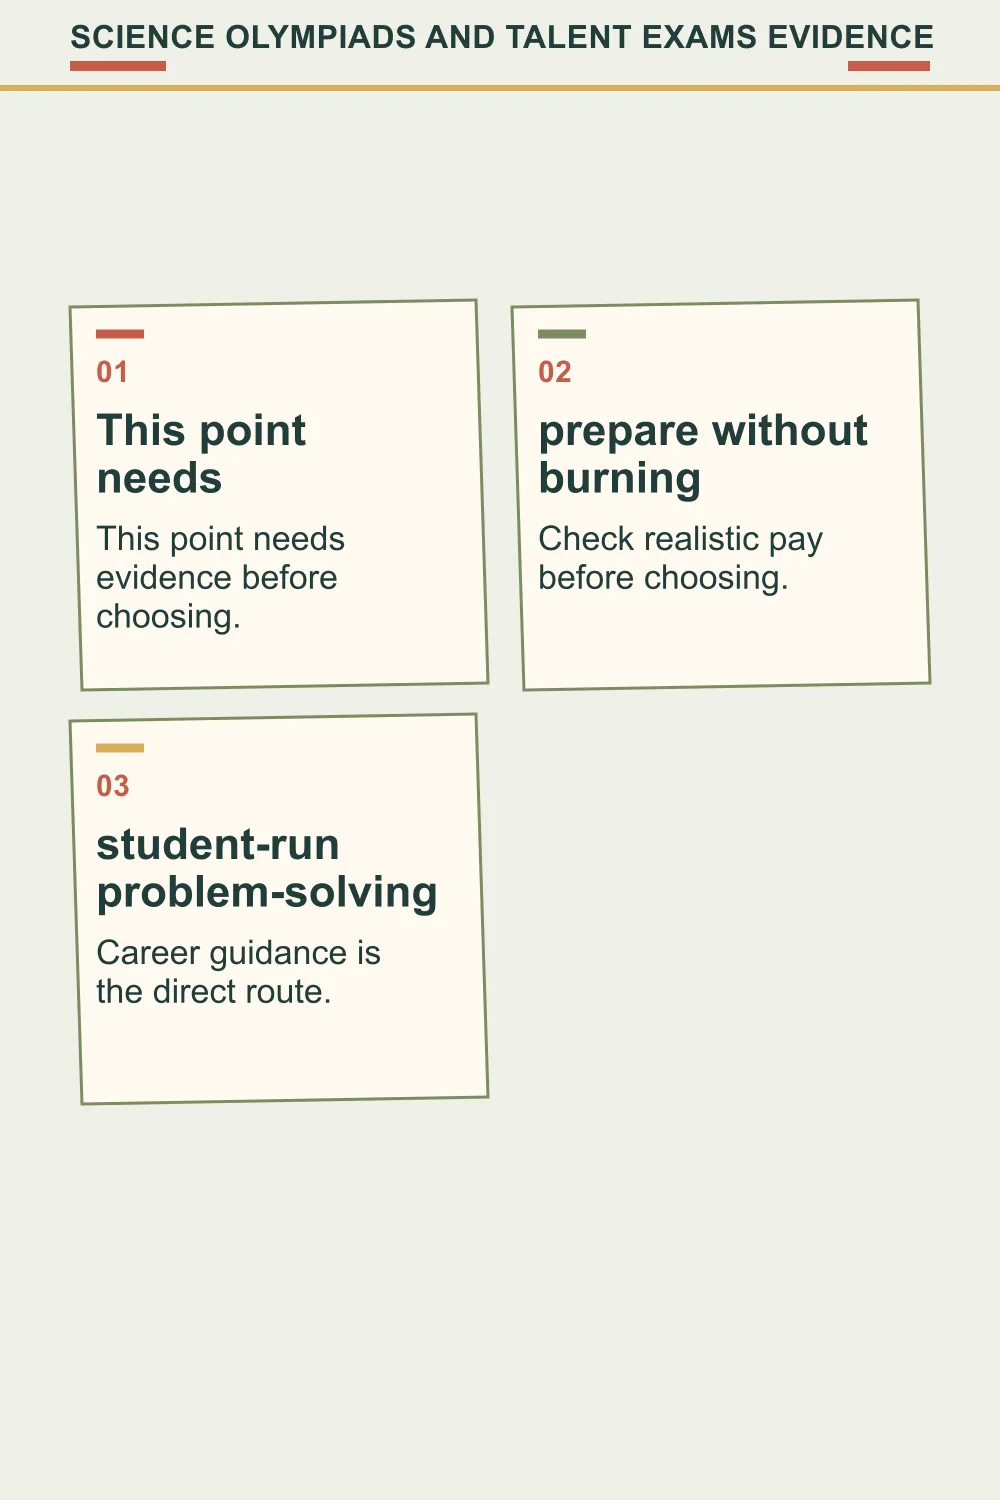 SCIENCE OLYMPIADS AND TALENT EXAMS EVIDENCE
01
This point
needs
This point needs
evidence before
choosing.
02
prepare without
burning
Check realistic pay
before choosing.
03
student-run
problem-solving
Career guidance is
the direct route.